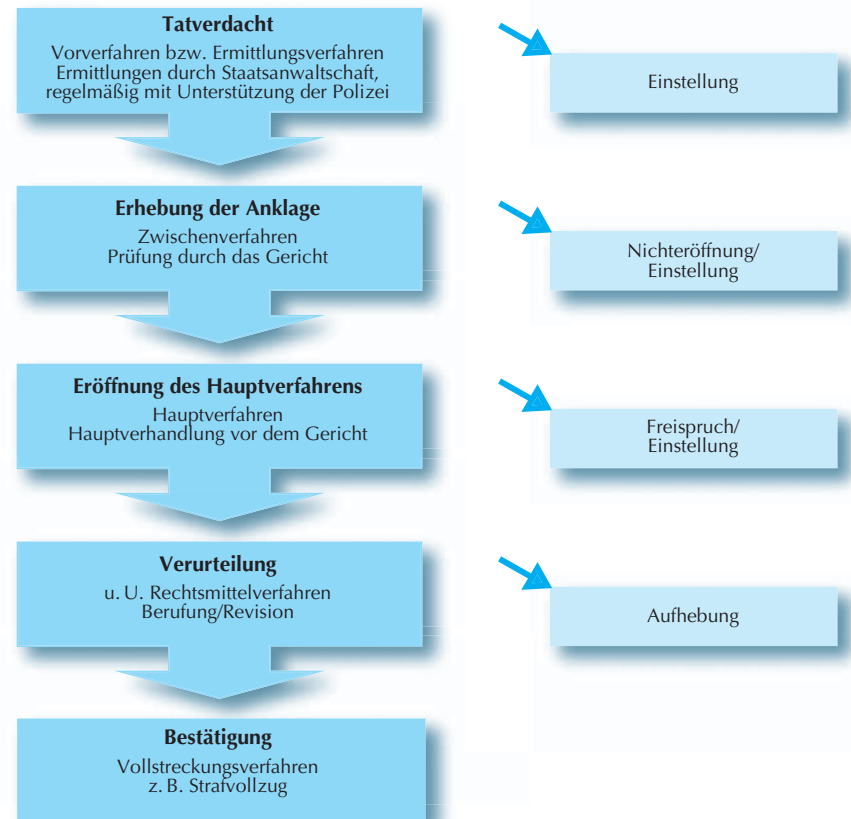 Tatverdacht
Vorverfahren bzw. Ermittlungsverfahren
Ermittlungen durch Staatsanwaltschaft,
regelmäßig mit Unterstützung der Polizei
Einstellung
Erhebung der Anklage
Zwischenverfahren
Prüfung durch das Gericht
Nichteröffnung/
Einstellung
Eröffnung des Hauptverfahrens
Hauptverfahren
Hauptverhandlung vor dem Gericht
Freispruch/
Einstellung
Verurteilung
u. U. Rechtsmittelverfahren
Berufung/Revision
Aufhebung
Bestätigung
Vollstreckungsverfahren
z. B. Strafvollzug